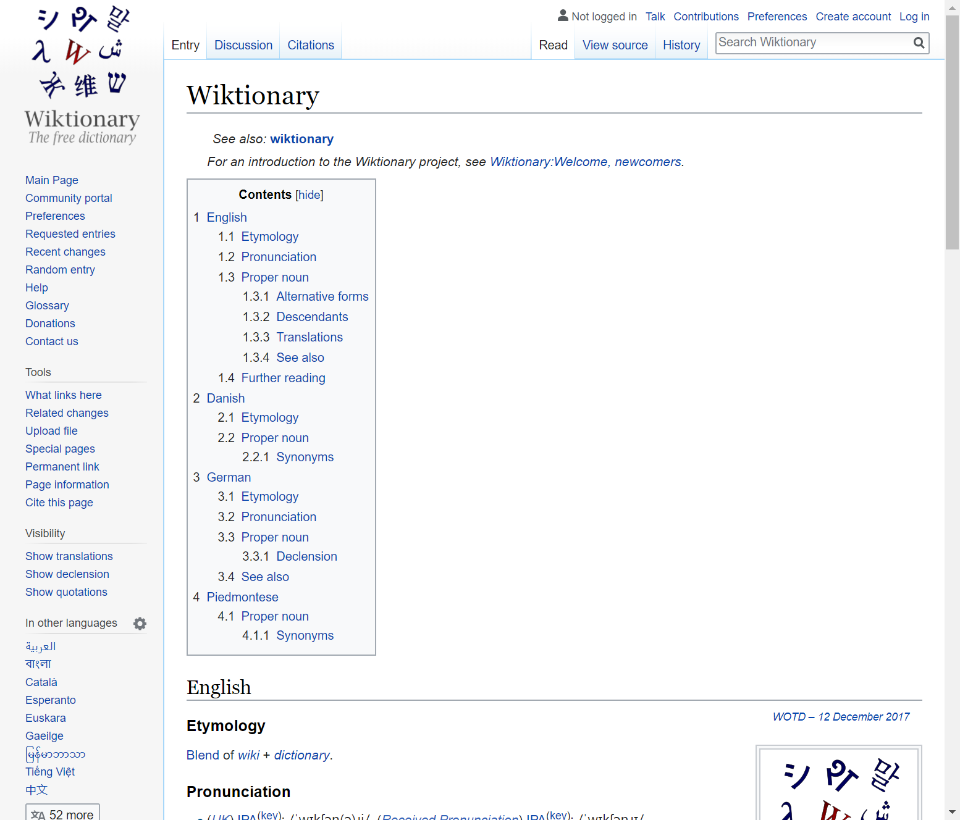 Not logged in Talk Contributions Preferences Create account Log in
Entry Discussion Citations
Read View source History
Search Wiktionary
シ 말
λ W ش
维 ש
Wiktionary
The free dictionary
Main Page
Community portal
Preferences
Requested entries
Recent changes
Random entry
Help
Glossary
Donations
Contact us
Tools
What links here
Related changes
Upload file
Special pages
Permanent link
Page information
Cite this page
Visibility
Show translations
Show declension
Show quotations
In other languages
العربية
বাংলা
Català
Esperanto
Euskara
Gaeilge
မြန်မာဘာသာ
Tiếng Việt
中文
52 more
Wiktionary
See also: wiktionary
For an introduction to the Wiktionary project, see Wiktionary:Welcome, newcomers.
Contents [hide]
1 English
1.1 Etymology
1.2 Pronunciation
1.3 Proper noun
1.3.1 Alternative forms
1.3.2 Descendants
1.3.3 Translations
1.3.4 See also
1.4 Further reading
2 Danish
2.1 Etymology
2.2 Proper noun
2.2.1 Synonyms
3 German
3.1 Etymology
3.2 Pronunciation
3.3 Proper noun
3.3.1 Declension
3.4 See also
4 Piedmontese
4.1 Proper noun
4.1.1 Synonyms
English
WOTD – 12 December 2017
Etymology
Blend of wiki + dictionary.
シ 말
Pronunciation
(UK) IPA(key): (Received Pronunciation) IPA(key):